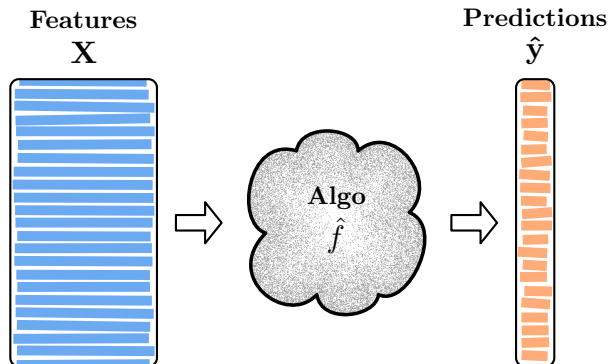 Features
X
Predictions
ŷ
Algo
f̂